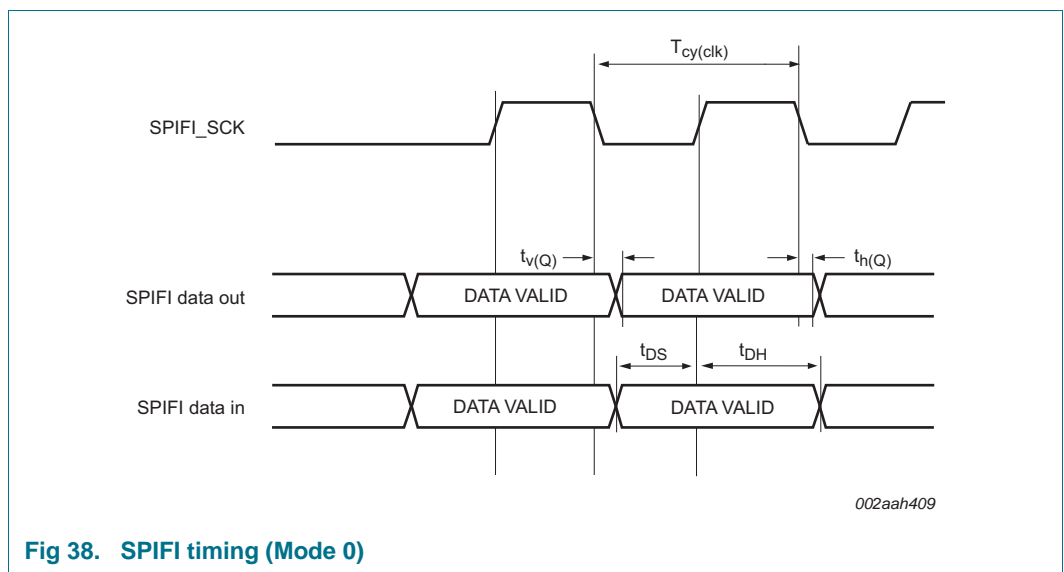 Tcy(clk)
SPIFI_SCK
tv(Q)
th(Q)
SPIFI data out
DATA VALID
DATA VALID
tDS
tDH
SPIFI data in
DATA VALID
DATA VALID
002aah409
Fig 38. SPIFI timing (Mode 0)